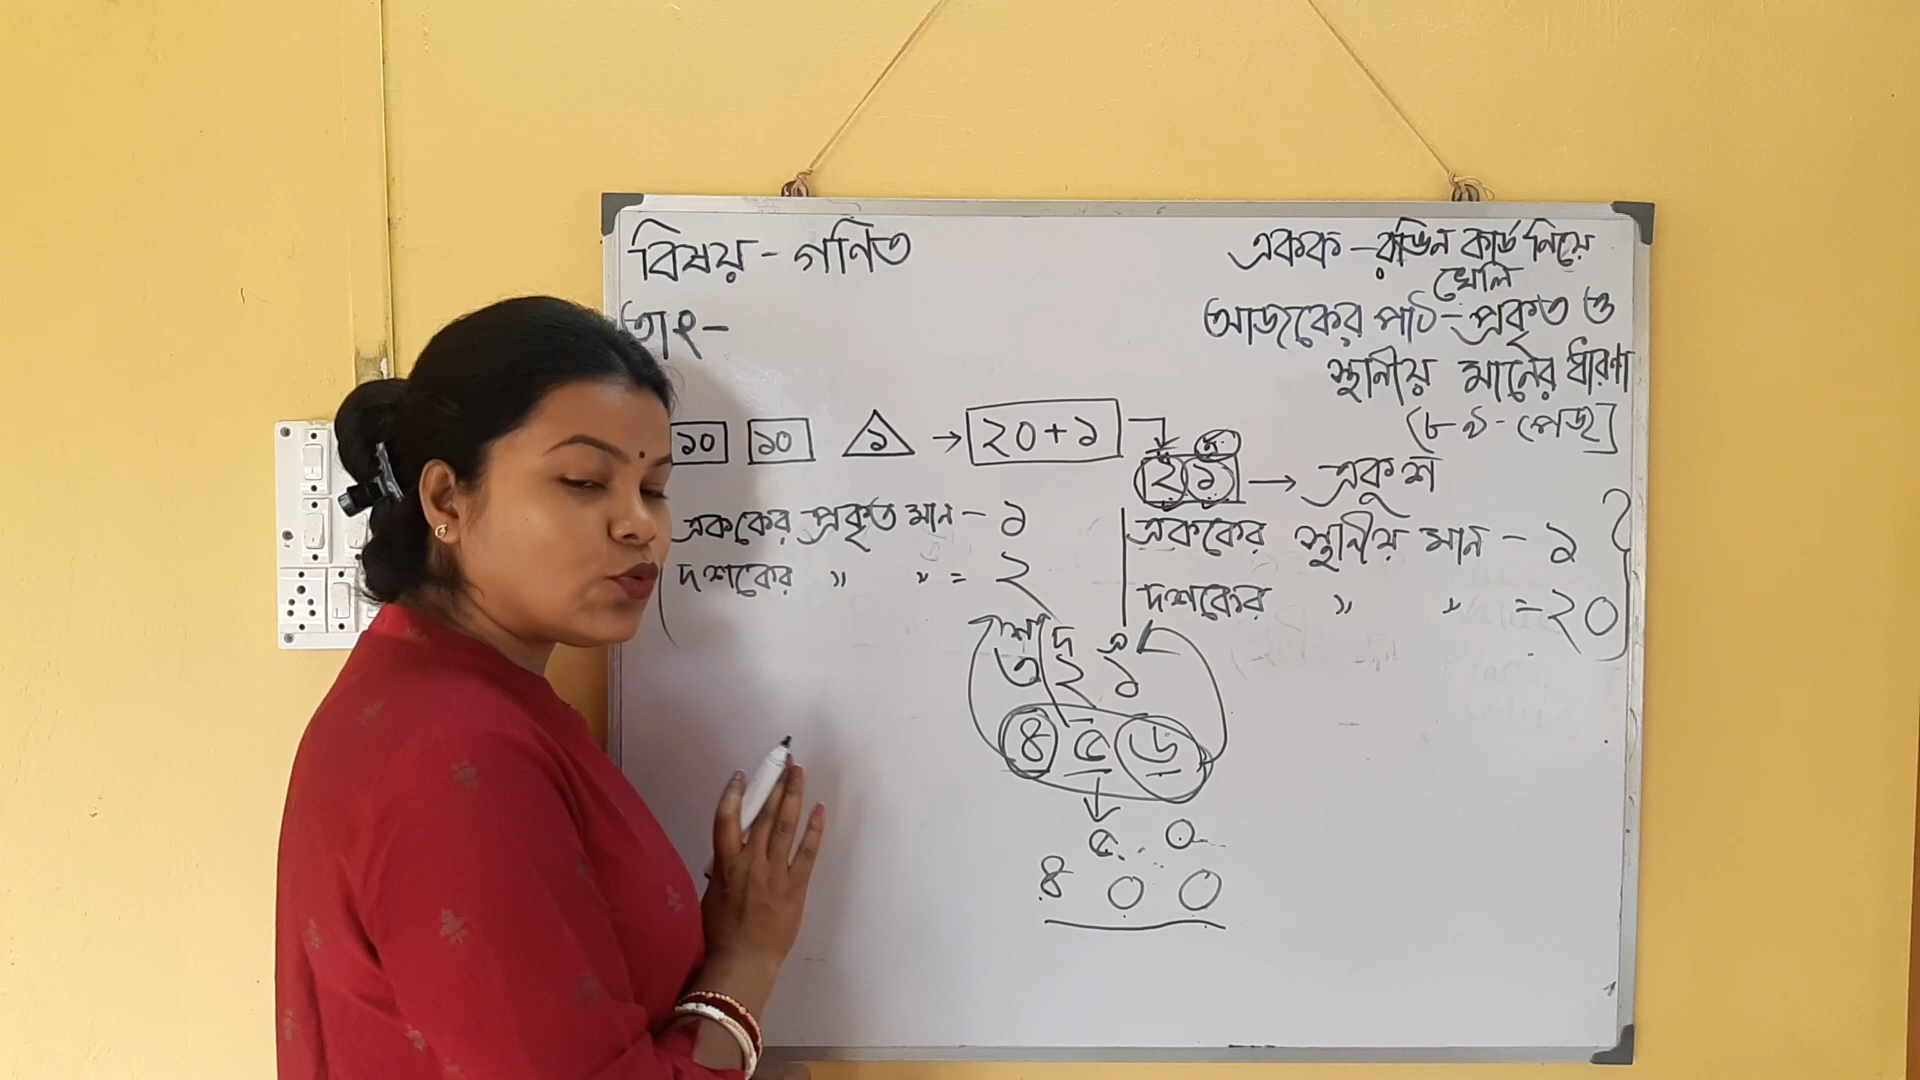 বিষয় - গণিত
তাং-
একক - রঙিন কার্ড নিয়ে
খেলি
আজকের পাঠ - প্রকৃত ও
স্থানীয় মানের ধারণা
[৮-৯ - পেজ]
১০ ১০ ১ → ২০+১
২১ → একুশ
এককের প্রকৃত মান - ১
দশকের " " = ২
এককের স্থানীয় মান - ১
দশকের " " = ২০
শ দ এ
৩ ২ ১
৪ ৫ ৬
৫ ০
৪ ০ ০